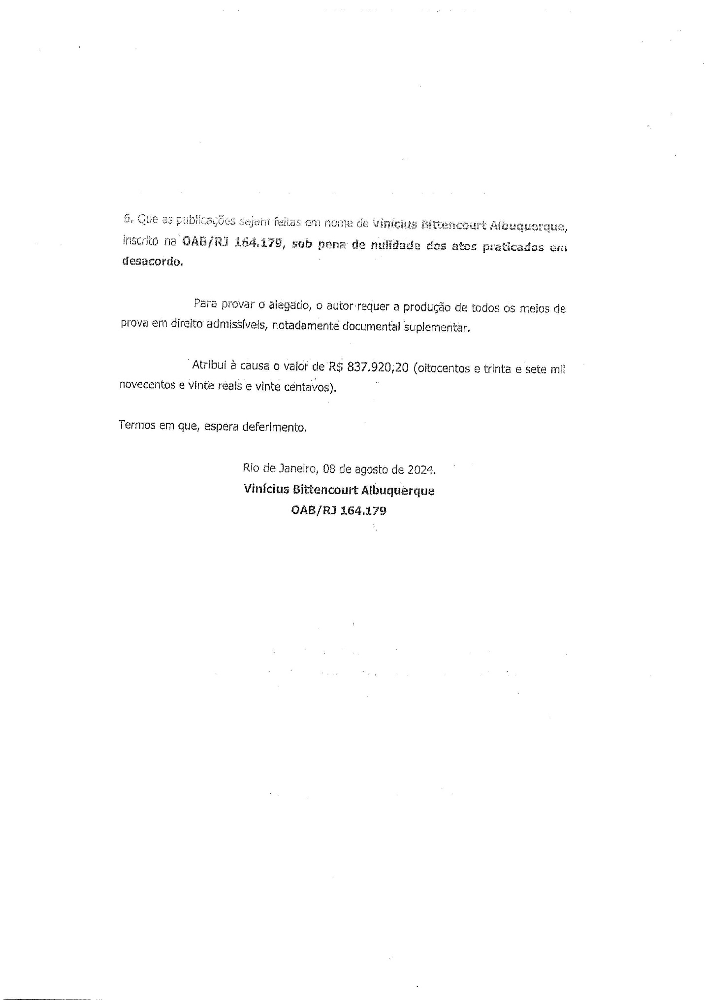 6. Que as publicações sejam feitas em nome de Vinícius Bittencourt Albuquerque,
inscrito na OAB/RJ 164.179, sob pena de nulidade dos atos praticados em
desacordo.
Para provar o alegado, o autor requer a produção de todos os meios de
prova em direito admissíveis, notadamente documental suplementar.
Atribui à causa o valor de R$ 837.920,20 (oitocentos e trinta e sete mil
novecentos e vinte reais e vinte centavos).
Termos em que, espera deferimento.
Rio de Janeiro, 08 de agosto de 2024.
Vinícius Bittencourt Albuquerque
OAB/RJ 164.179